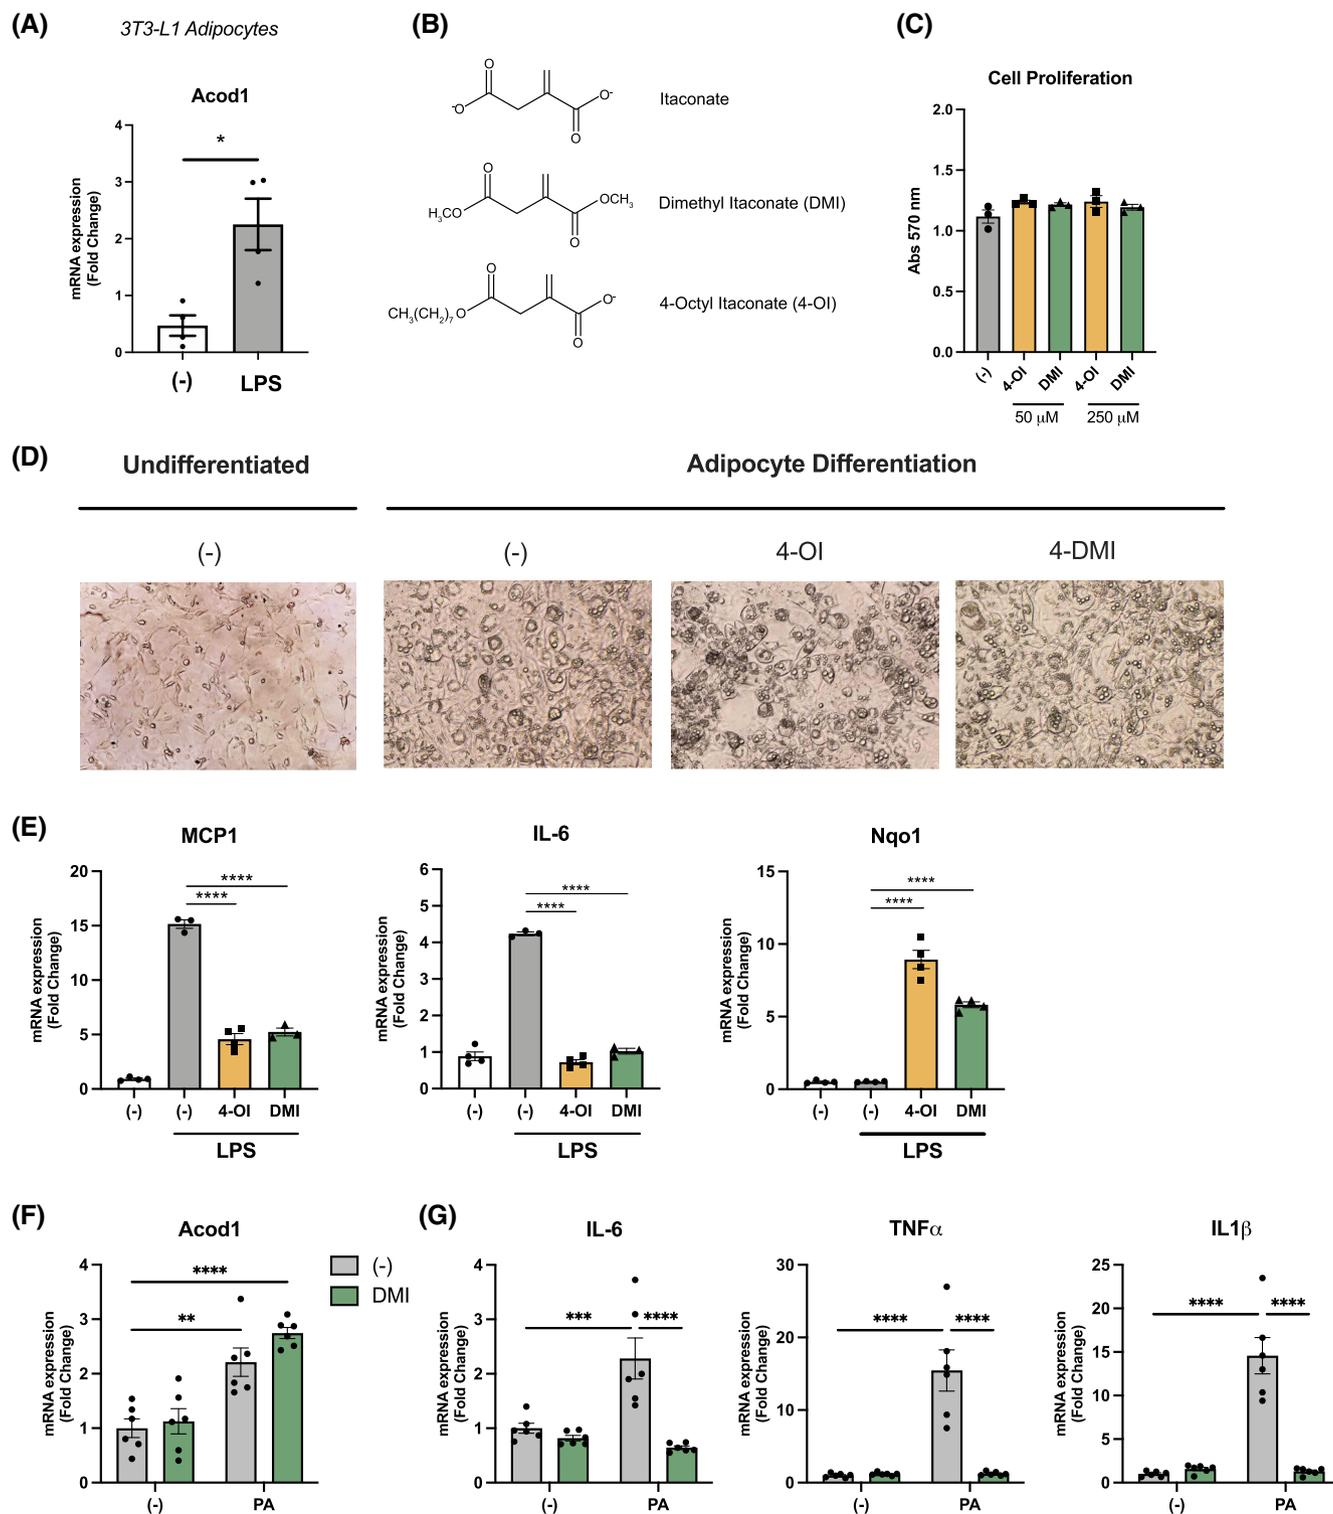 (A)
3T3-L1 Adipocytes
Acod1
mRNA expression
(Fold Change)
4
3
2
1
0
*
(-)
LPS
(B)
O
-O
O-
O
Itaconate
O
H3CO
OCH3
O
Dimethyl Itaconate (DMI)
O
CH3(CH2)7
O
O-
O
4-Octyl Itaconate (4-OI)
(C)
Cell Proliferation
Abs 570 nm
2.0
1.5
1.0
0.5
0.0
(-)
4-OI
DMI
4-OI
DMI
50 μM
250 μM
(D)
Undifferentiated
Adipocyte Differentiation
(-)
(-)
4-OI
4-DMI
(E)
MCP1
mRNA expression
(Fold Change)
20
15
10
5
0
****
****
(-)
(-)
4-OI
DMI
LPS
IL-6
mRNA expression
(Fold Change)
6
5
4
3
2
1
0
****
****
(-)
(-)
4-OI
DMI
LPS
Nqo1
mRNA expression
(Fold Change)
15
10
5
0
****
****
(-)
(-)
4-OI
DMI
LPS
(F)
Acod1
mRNA expression
(Fold Change)
4
3
2
1
0
****
**
(-)
PA
(-)
DMI
(G)
IL-6
mRNA expression
(Fold Change)
4
3
2
1
0
***
****
(-)
PA
TNFα
mRNA expression
(Fold Change)
30
20
10
0
****
****
(-)
PA
IL1β
mRNA expression
(Fold Change)
25
20
15
10
5
0
****
****
(-)
PA